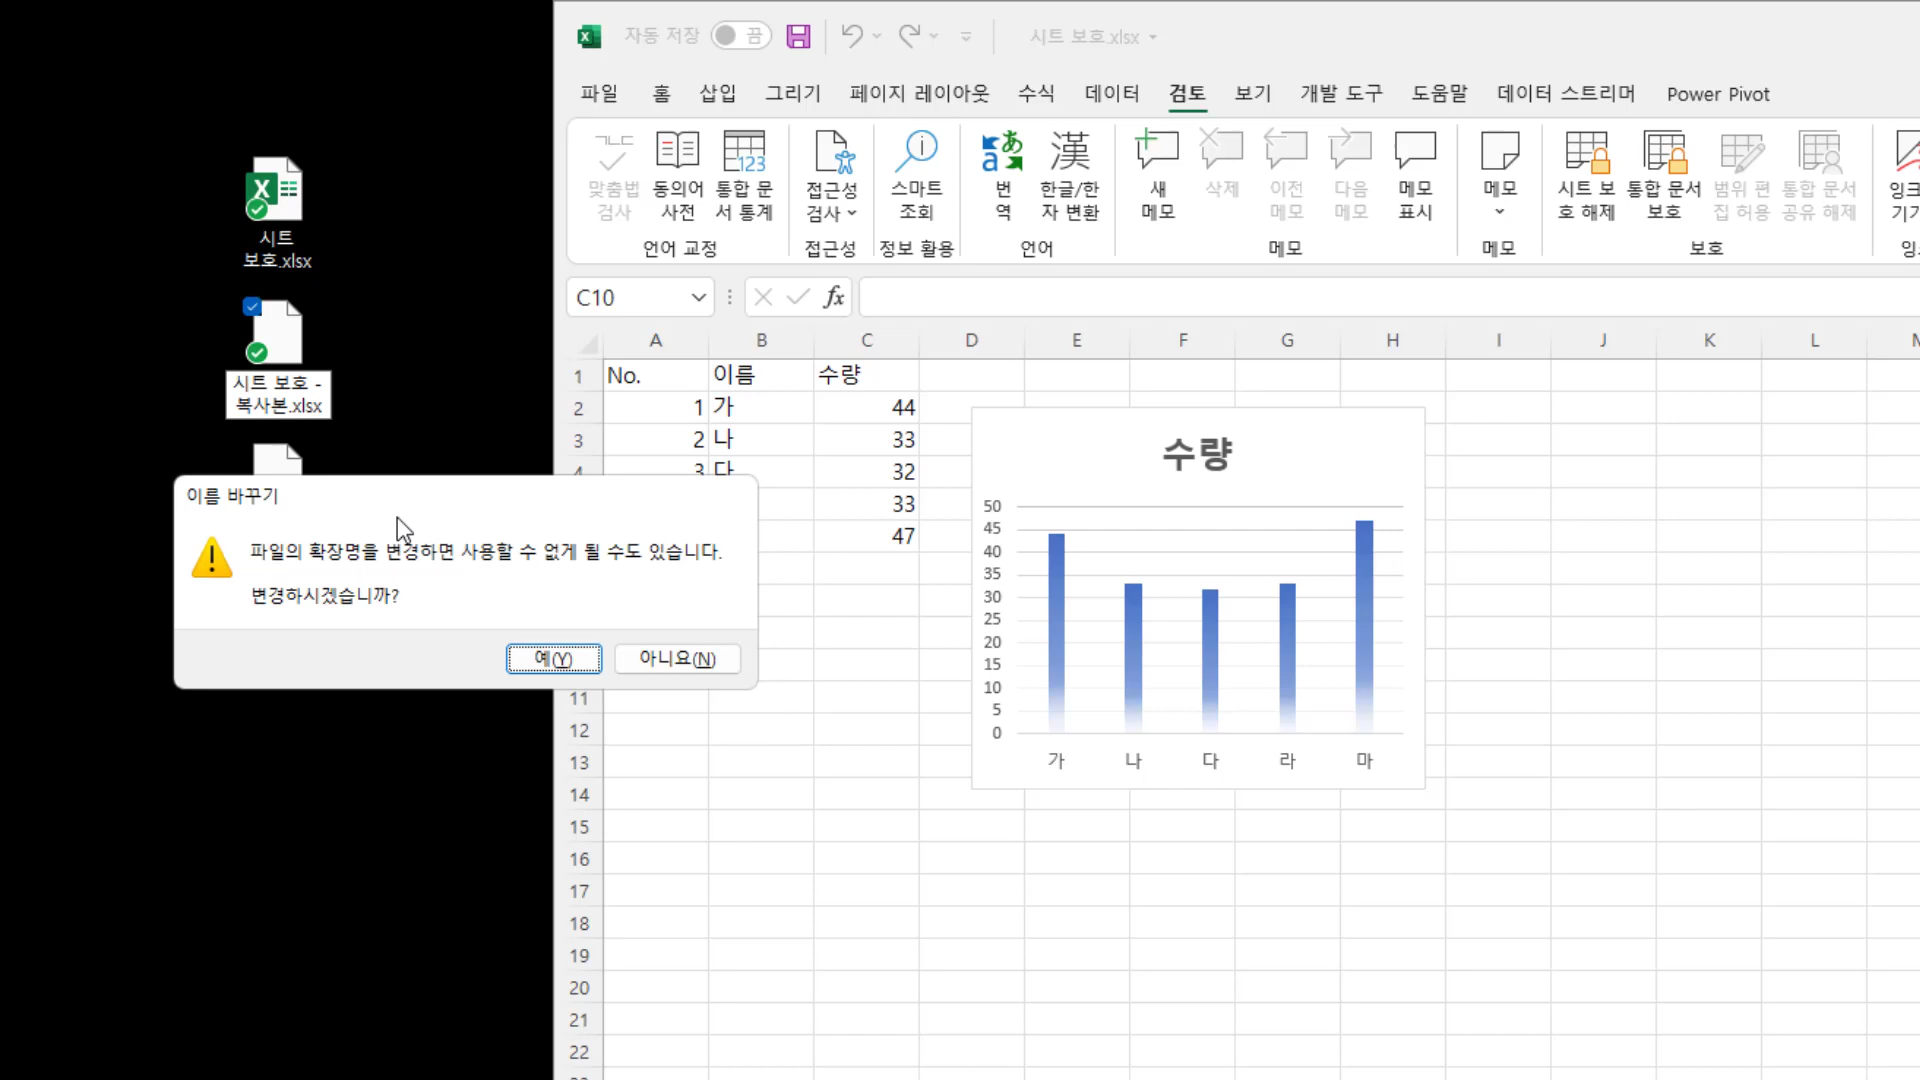 자동 저장 끔 시트 보호.xlsx
파일 홈 삽입 그리기 페이지 레이아웃 수식 데이터 검토 보기 개발 도구 도움말 데이터 스트리머 Power Pivot
맞춤법 검사
동의어 사전
통합 문서 통계
언어 교정
접근성 검사
접근성
스마트 조회
정보 활용
번역
한글/한자 변환
언어
새 메모
삭제
이전 메모
다음 메모
메모 표시
메모
메모
메모
시트 보호 해제
통합 문서 보호
범위 편집 허용
통합 문서 공유 해제
보호
C10
fx
A B C D E F G H I J K L
1 No. 이름 수량
2 1 가 44
3 2 나 33
4 3 다 32
33
47
11
12
13
14
15
16
17
18
19
20
21
22
수량
50
45
40
35
30
25
20
15
10
5
0
가 나 다 라 마
시트
보호.xlsx
시트 보호 -
복사본.xlsx
이름 바꾸기
파일의 확장명을 변경하면 사용할 수 없게 될 수도 있습니다.
변경하시겠습니까?
예(Y) 아니요(N)